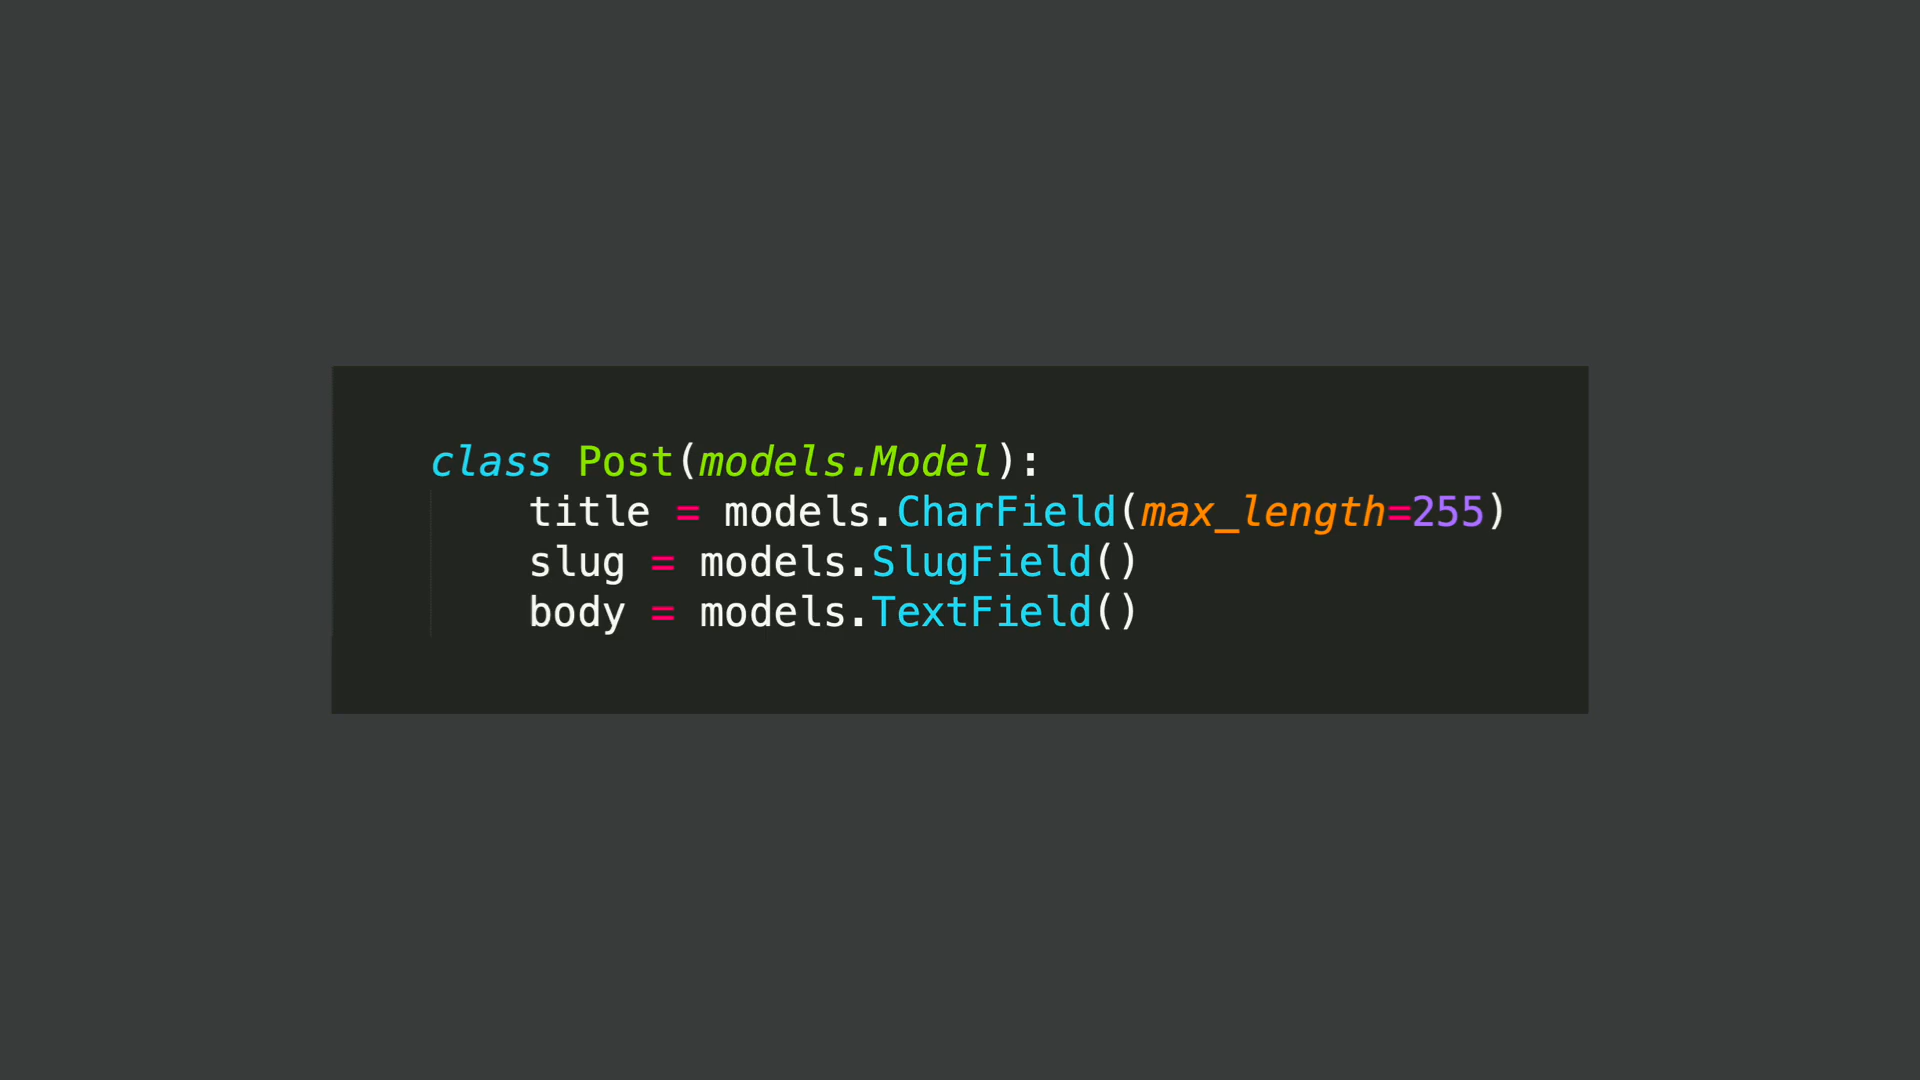 class Post(models.Model):
    title = models.CharField(max_length=255)
    slug = models.SlugField()
    body = models.TextField()